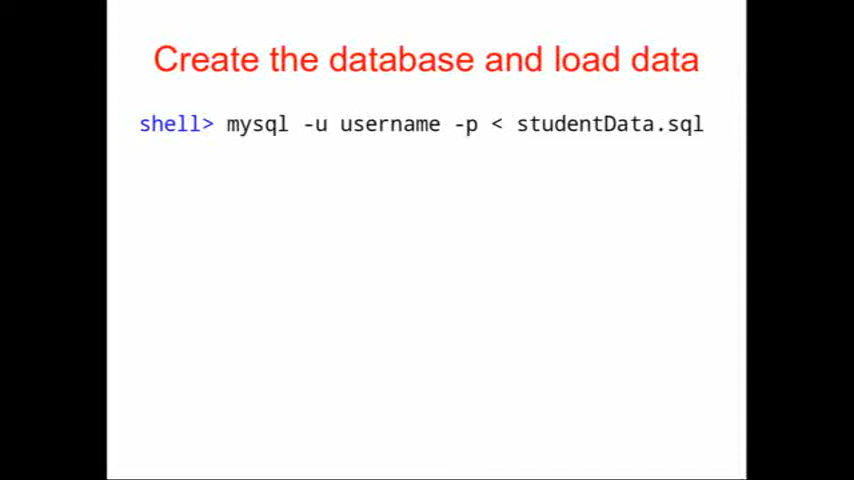 Create the database and load data
shell> mysql -u username -p < studentData.sql